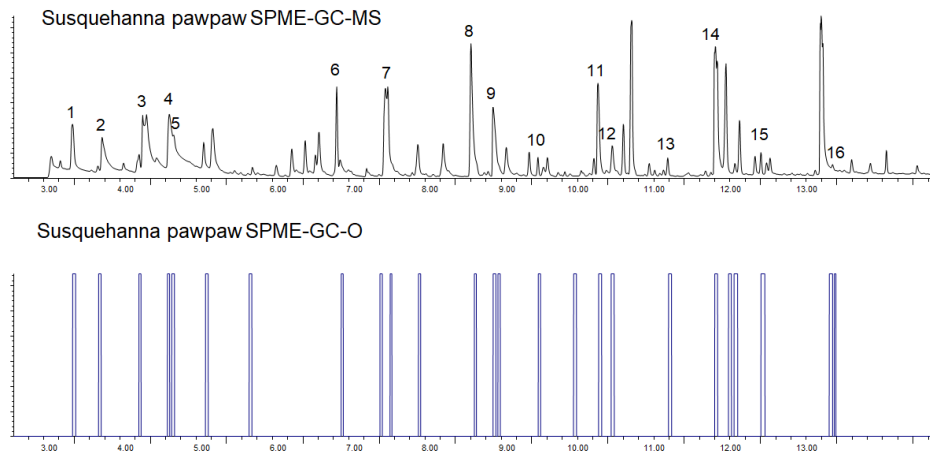 Susquehanna pawpaw SPME-GC-MS
1 2 3 4 5 6 7 8 9 10 11 12 13 14 15 16
3.00 4.00 5.00 6.00 7.00 8.00 9.00 10.00 11.00 12.00 13.00
Susquehanna pawpaw SPME-GC-O
3.00 4.00 5.00 6.00 7.00 8.00 9.00 10.00 11.00 12.00 13.00